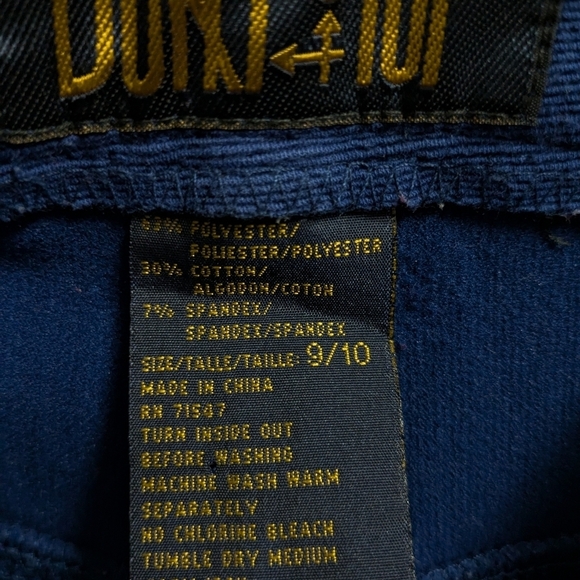 POLYESTER/
POLIESTER/POLYESTER
30% COTTON/
ALGODON/COTON
7% SPANDEX/
SPANDEX/SPANDEX
SIZE/TALLE/TAILLE: 9/10
MADE IN CHINA
RN 71547
TURN INSIDE OUT
BEFORE WASHING
MACHINE WASH WARM
SEPARATELY
NO CHLORINE BLEACH
TUMBLE DRY MEDIUM